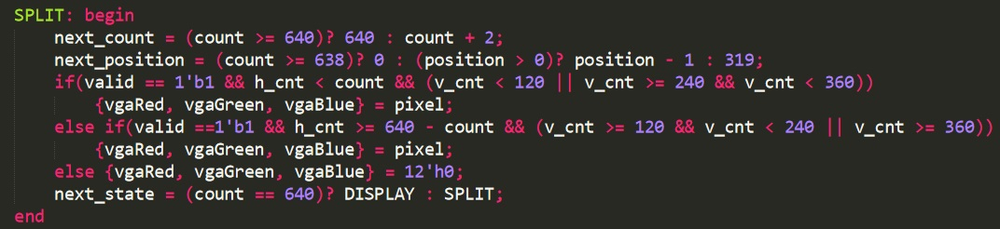 SPLIT: begin
next_count = (count >= 640)? 640 : count + 2;
next_position = (count >= 638)? 0 : (position > 0)? position - 1 : 319;
if(valid == 1'b1 && h_cnt < count && (v_cnt < 120 || v_cnt >= 240 && v_cnt < 360))
{vgaRed, vgaGreen, vgaBlue} = pixel;
else if(valid ==1'b1 && h_cnt >= 640 - count && (v_cnt >= 120 && v_cnt < 240 || v_cnt >= 360))
{vgaRed, vgaGreen, vgaBlue} = pixel;
else {vgaRed, vgaGreen, vgaBlue} = 12'h0;
next_state = (count == 640)? DISPLAY : SPLIT;
end